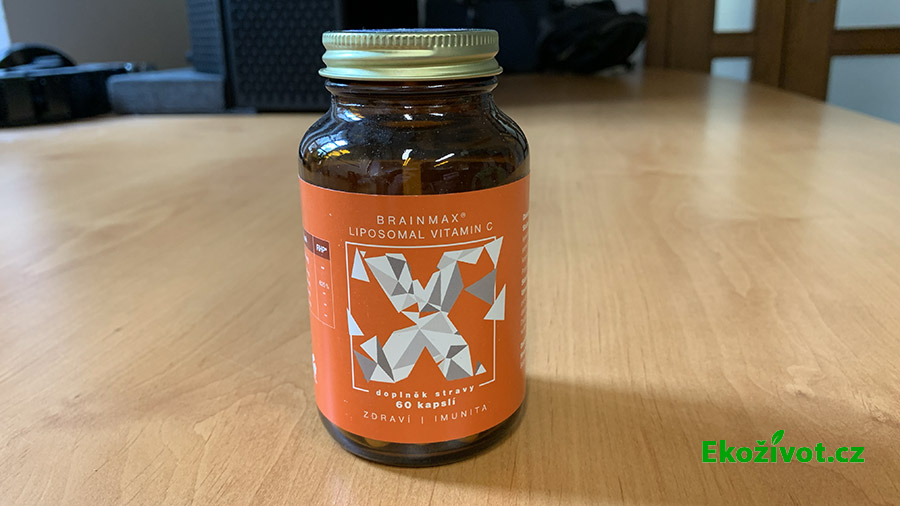 BRAINMAX®
LIPOSOMAL VITAMIN C
doplněk stravy
60 kapslí
ZDRAVÍ | IMUNITA
Ekoživot.cz